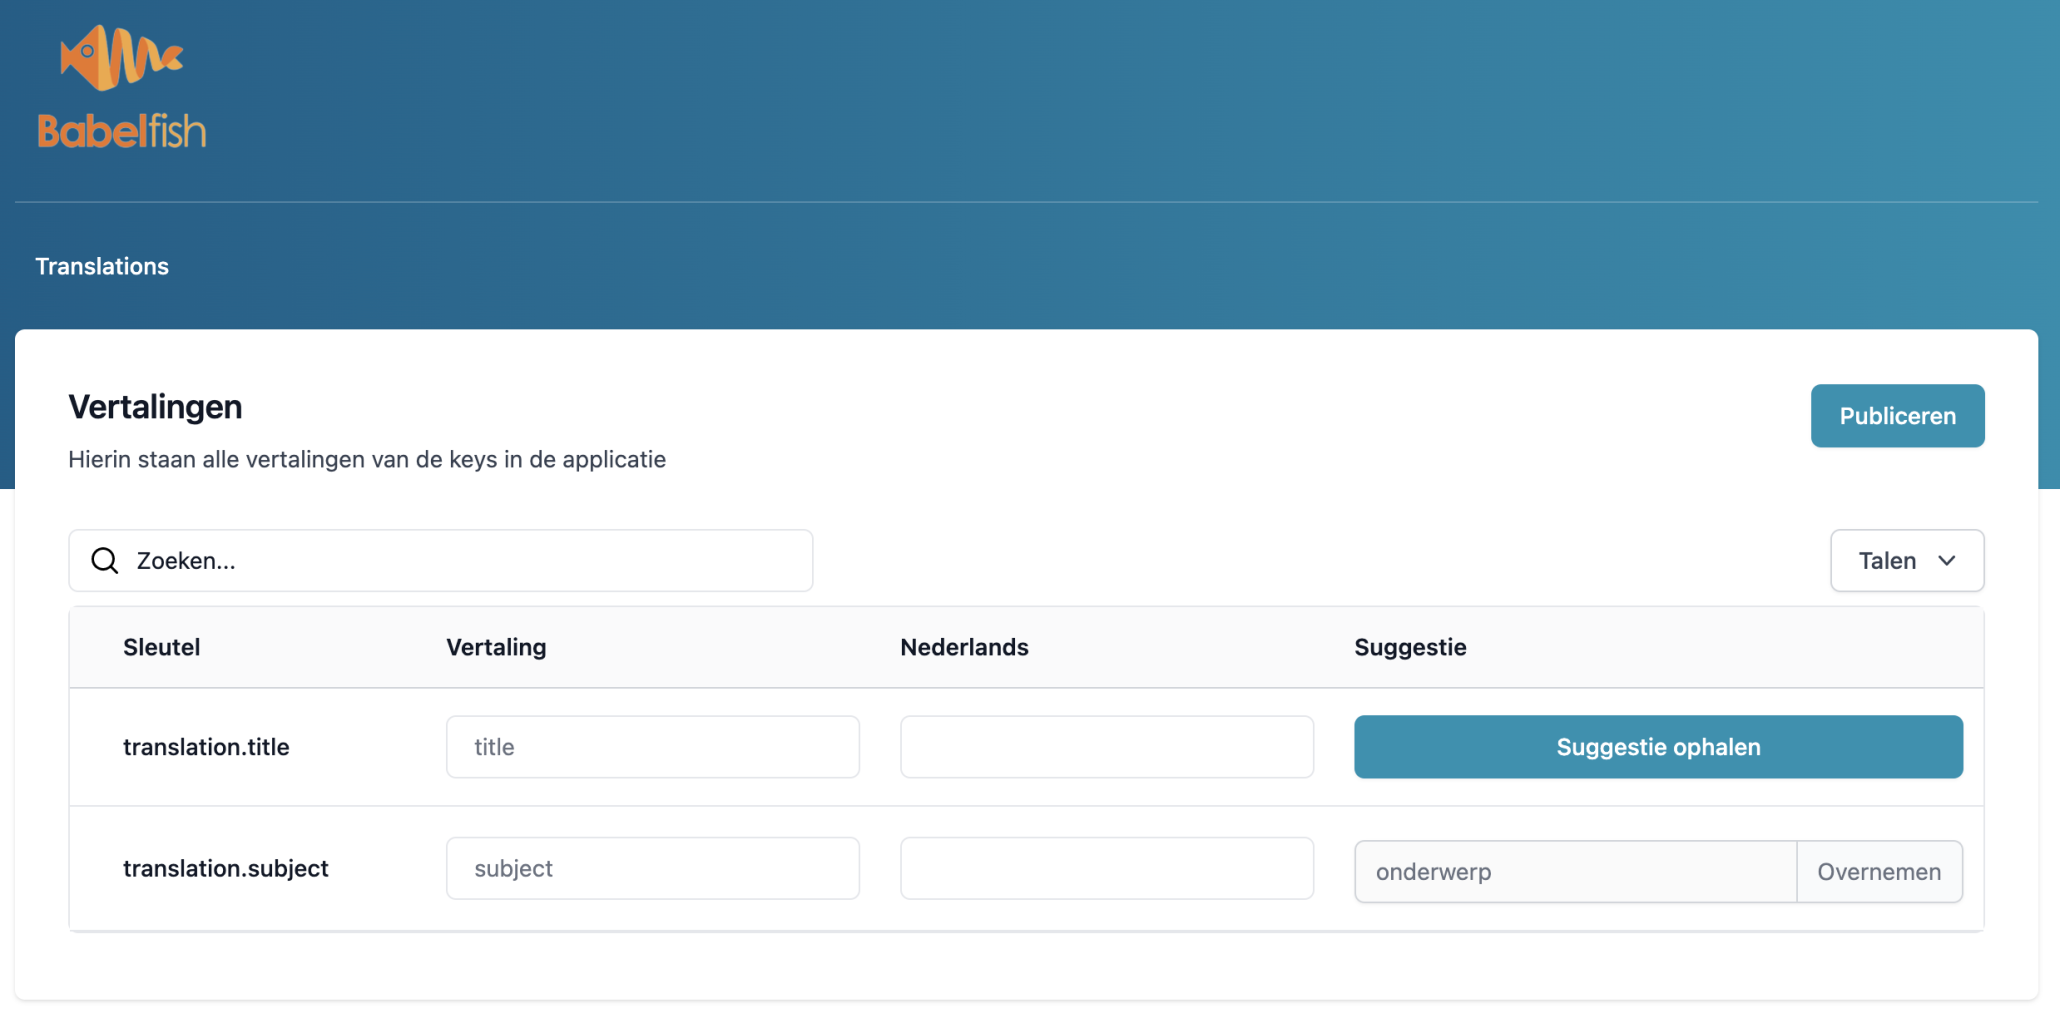 Babelfish
Translations
Vertalingen
Publiceren
Hierin staan alle vertalingen van de keys in de applicatie
Zoeken...
Talen
Sleutel Vertaling Nederlands Suggestie
translation.title title Suggestie ophalen
translation.subject subject onderwerp Overnemen